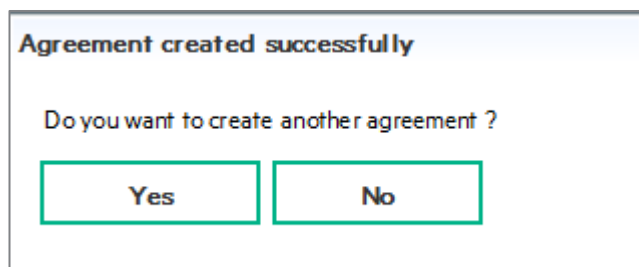 Agreement created successfully
Do you want to create another agreement ?
Yes
No